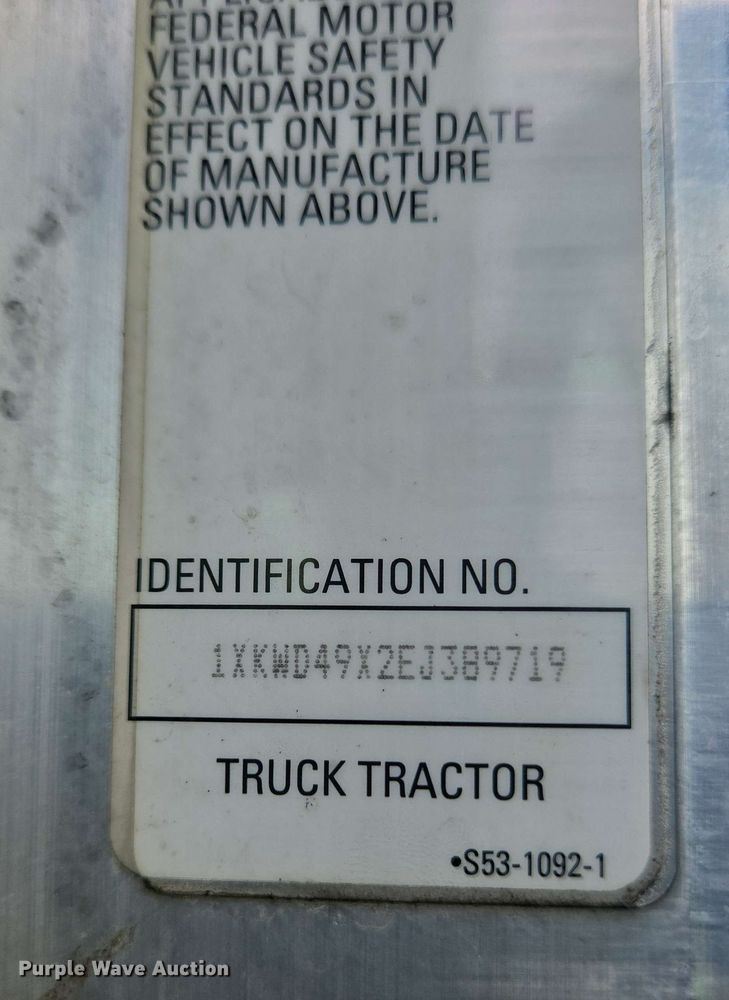 FEDERAL MOTOR
VEHICLE SAFETY
STANDARDS IN
EFFECT ON THE DATE
OF MANUFACTURE
SHOWN ABOVE.
IDENTIFICATION NO.
1XKWD49X2EJ389719
TRUCK TRACTOR
•S53-1092-1
Purple Wave Auction